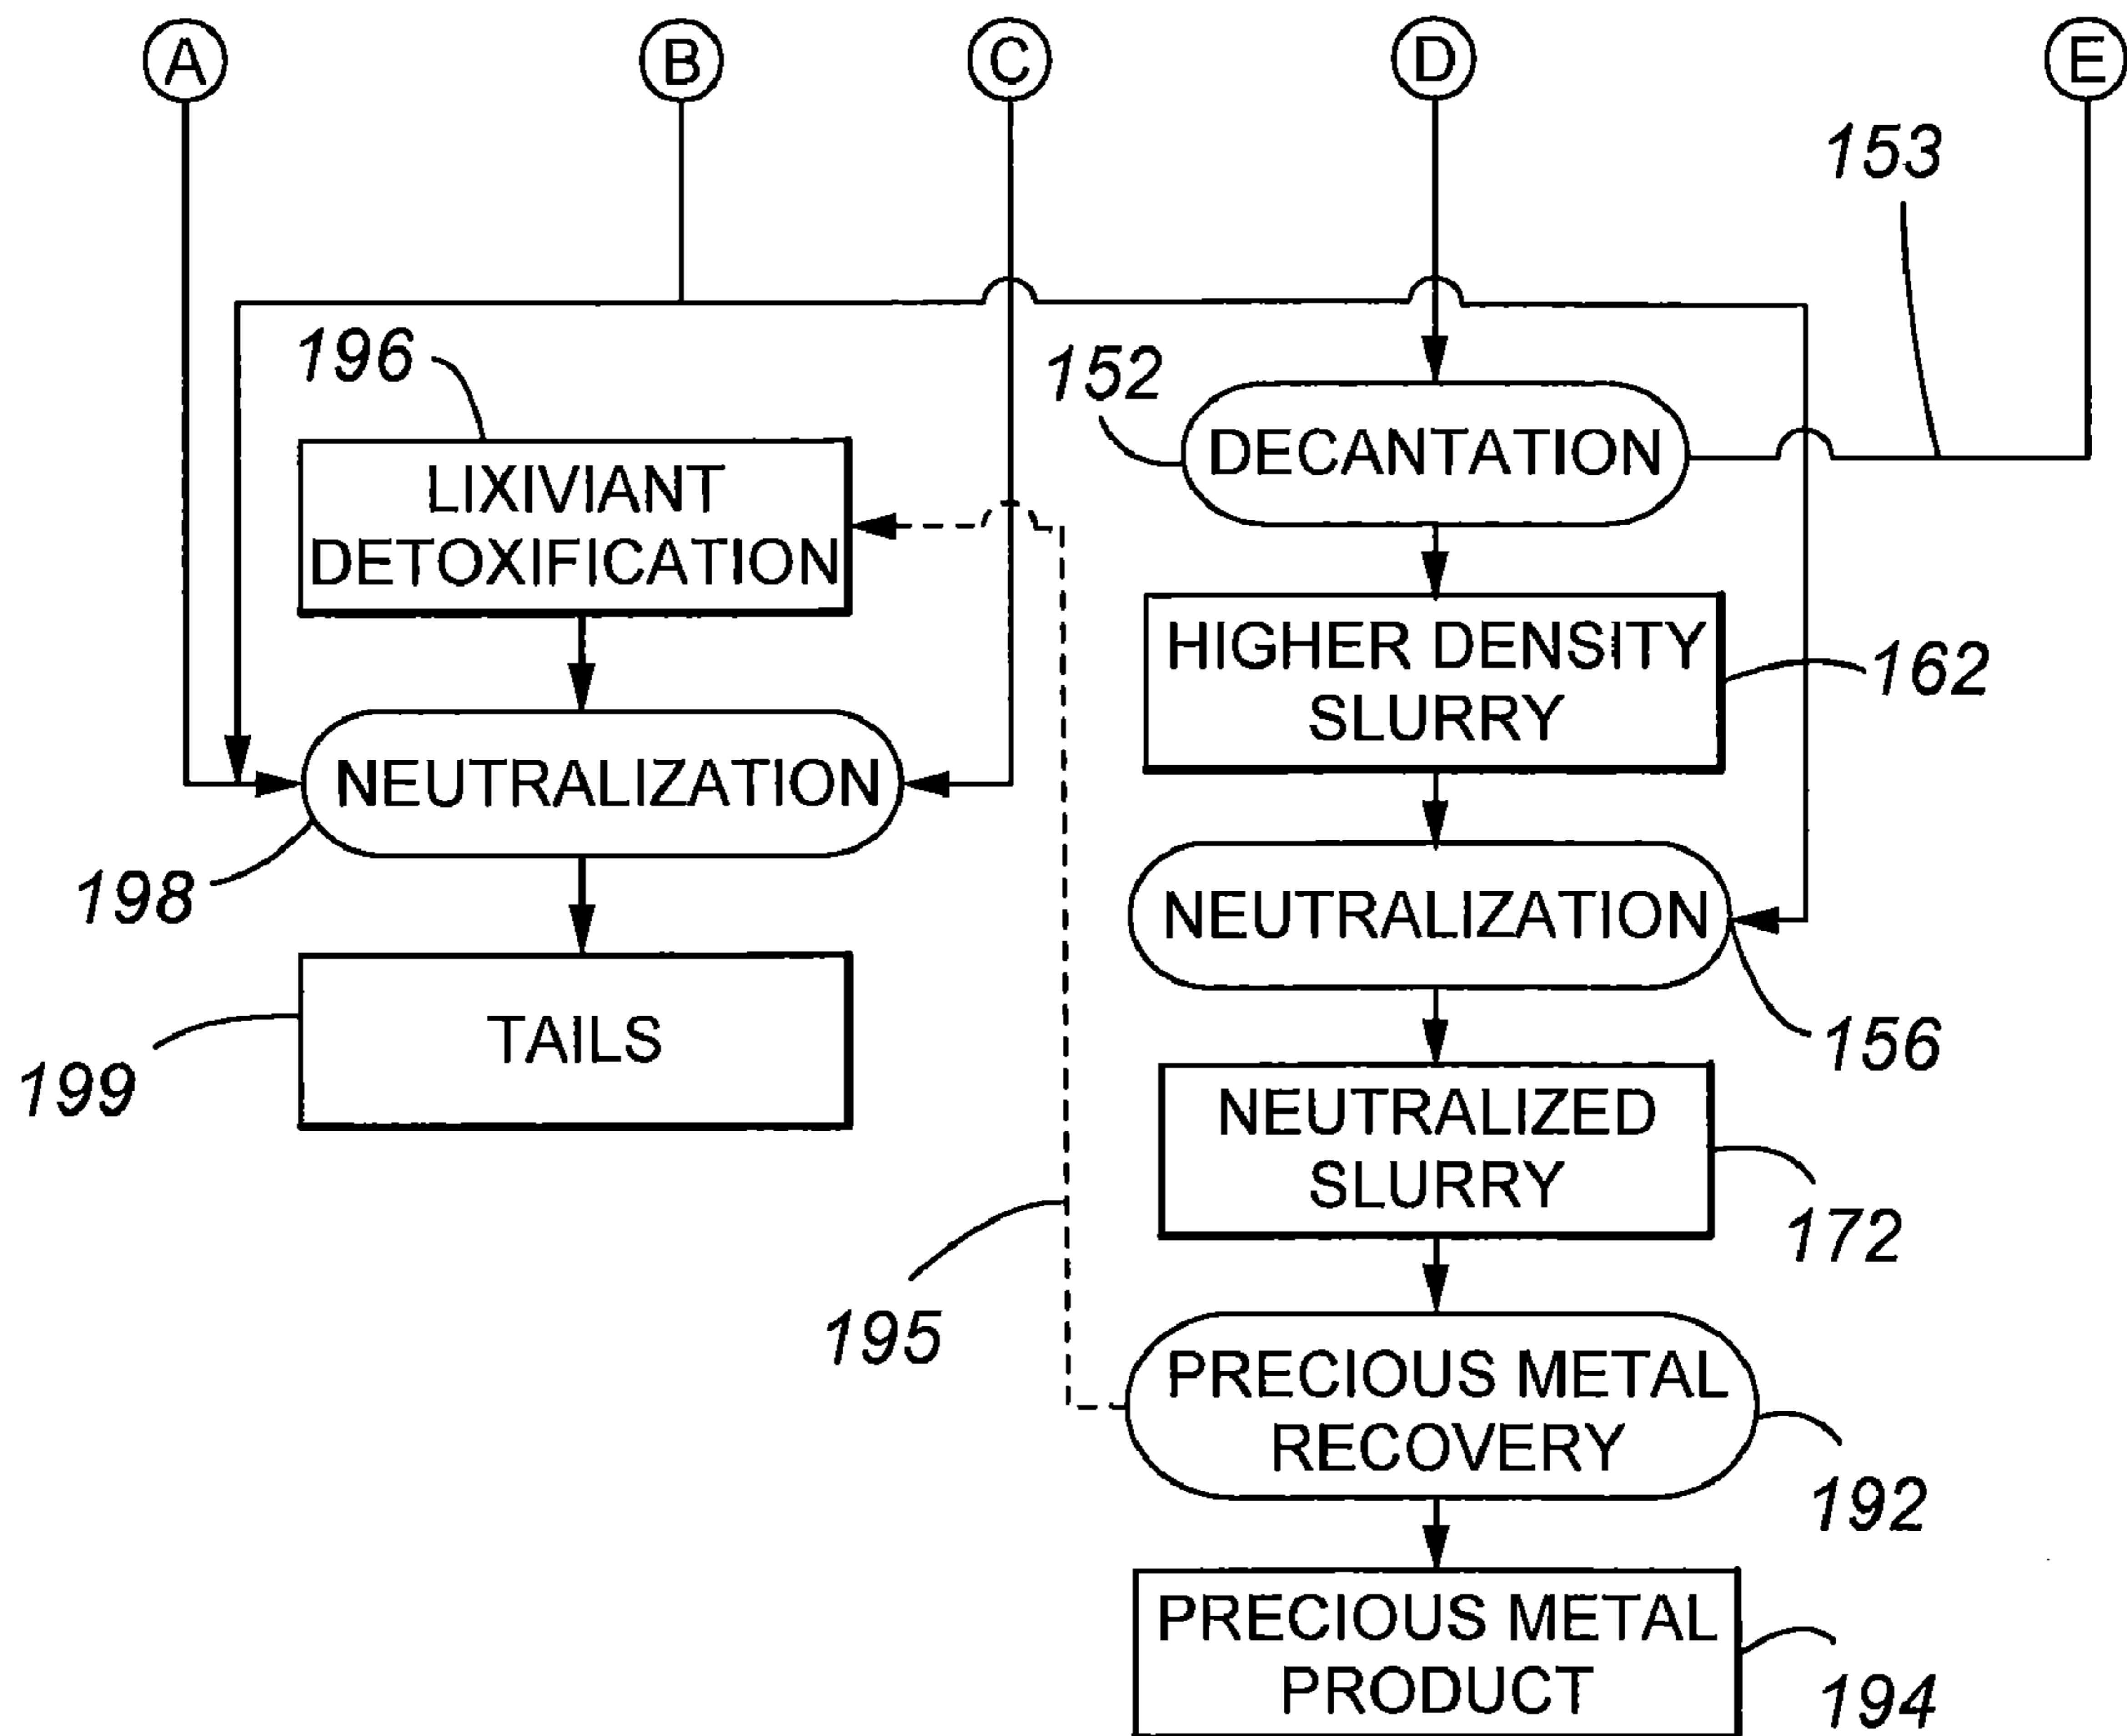 A
B
C
D
E
153
196
152
LIXIVIANT
DETOXIFICATION
DECANTATION
HIGHER DENSITY
SLURRY
162
NEUTRALIZATION
198
NEUTRALIZATION
156
TAILS
199
NEUTRALIZED
SLURRY
172
195
PRECIOUS METAL
RECOVERY
192
PRECIOUS METAL
PRODUCT
194